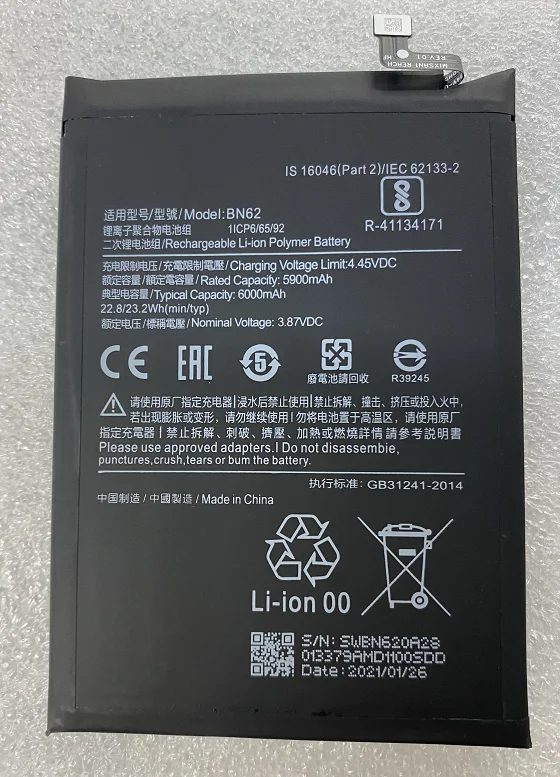 MIXSAN1 REACH
REV.01 HF
IS 16046(Part 2)/IEC 62133-2
R-41134171
适用型号/型號/Model:BN62
锂离子聚合物电池组 1ICP6/65/92
二次锂电池组/Rechargeable Li-ion Polymer Battery
充电限制电压/充電限制電壓/Charging Voltage Limit:4.45VDC
额定容量/額定電容量/Rated Capacity: 5900mAh
典型电容量/Typical Capacity: 6000mAh
22.8/23.2Wh(min/typ)
额定电压/標稱電壓/Nominal Voltage: 3.87VDC
CE EAC 5
廢電池請回收
R39245
请使用原厂指定充电器|浸水后禁止使用|禁止拆解、撞击、挤压或投入火中,
若出现膨胀或变形，请勿继续使用|勿将电池置于高温区，请使用原厂
指定充電器|禁止拆解、刺破、擠壓、加熱或燃燒詳情請參考説明書
Please use approved adapters.I Do not disassembie,
punctures,crush,tears or bum the battery.
执行标准: GB31241-2014
中国制造/中國製造/Made in China
Li-ion 00
S/N: SWBN620A28
013379AMD1100SDD
Date:2021/01/26